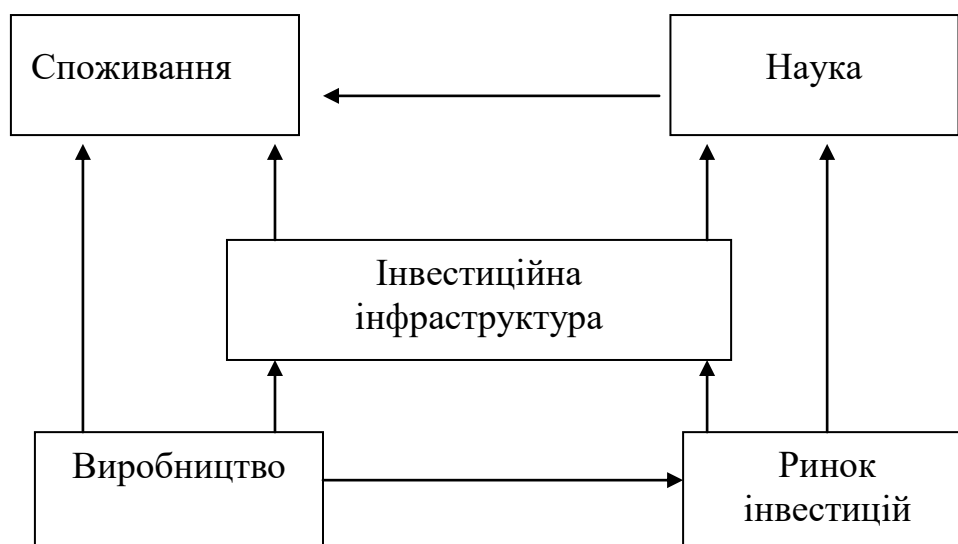 Споживання
Наука
Інвестиційна
інфраструктура
Виробництво
Ринок
інвестицій